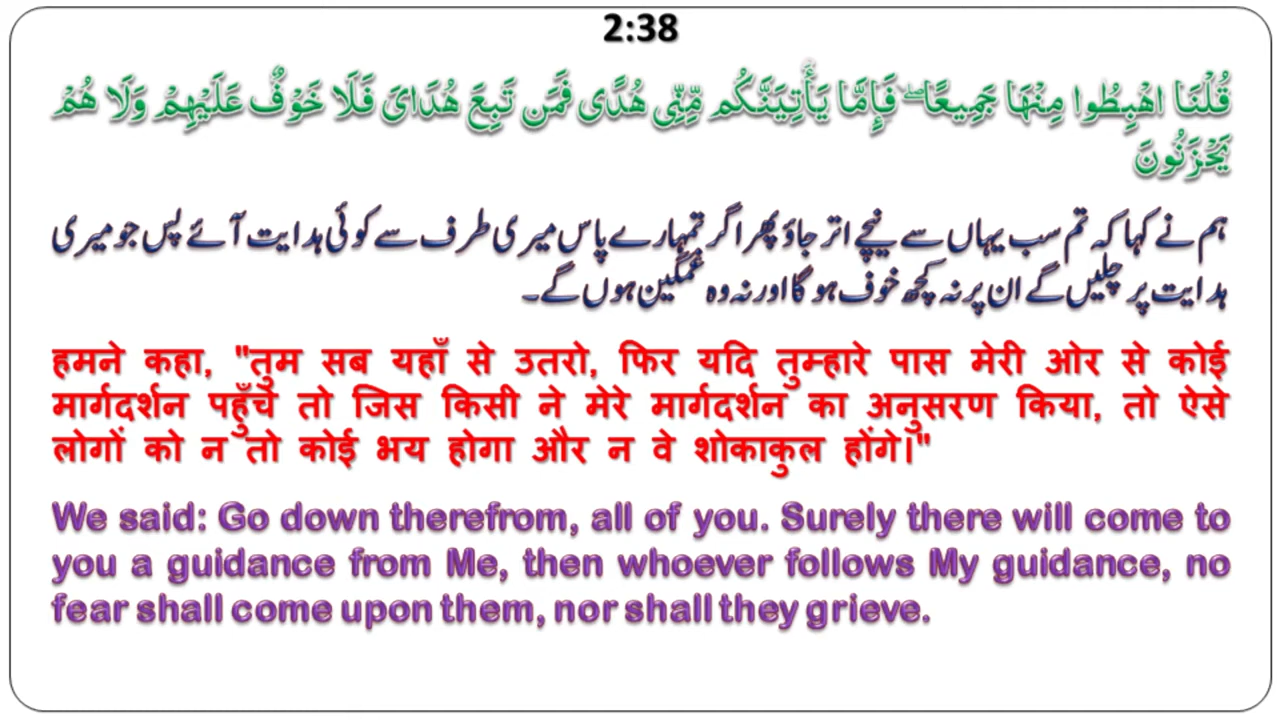 2:38
قُلْنَا اهْبِطُوا مِنْهَا جَمِيعًا ۖ فَإِمَّا يَأْتِيَنَّكُم مِّنِّي هُدًى فَمَن تَبِعَ هُدَايَ فَلَا خَوْفٌ عَلَيْهِمْ وَلَا هُمْ
يَحْزَنُونَ
ہم نے کہا کہ تم سب یہاں سے نیچے اتر جاؤ پھر اگر تمہارے پاس میری طرف سے کوئی ہدایت آئے پس جو میری
ہدایت پر چلیں گے ان پر نہ کچھ خوف ہو گا اور نہ وہ غمگین ہوں گے۔
हमने कहा, "तुम सब यहाँ से उतरो, फिर यदि तुम्हारे पास मेरी ओर से कोई
मार्गदर्शन पहुँचे तो जिस किसी ने मेरे मार्गदर्शन का अनुसरण किया, तो ऐसे
लोगों को न तो कोई भय होगा और न वे शोकाकुल होंगे।"
We said: Go down therefrom, all of you. Surely there will come to
you a guidance from Me, then whoever follows My guidance, no
fear shall come upon them, nor shall they grieve.